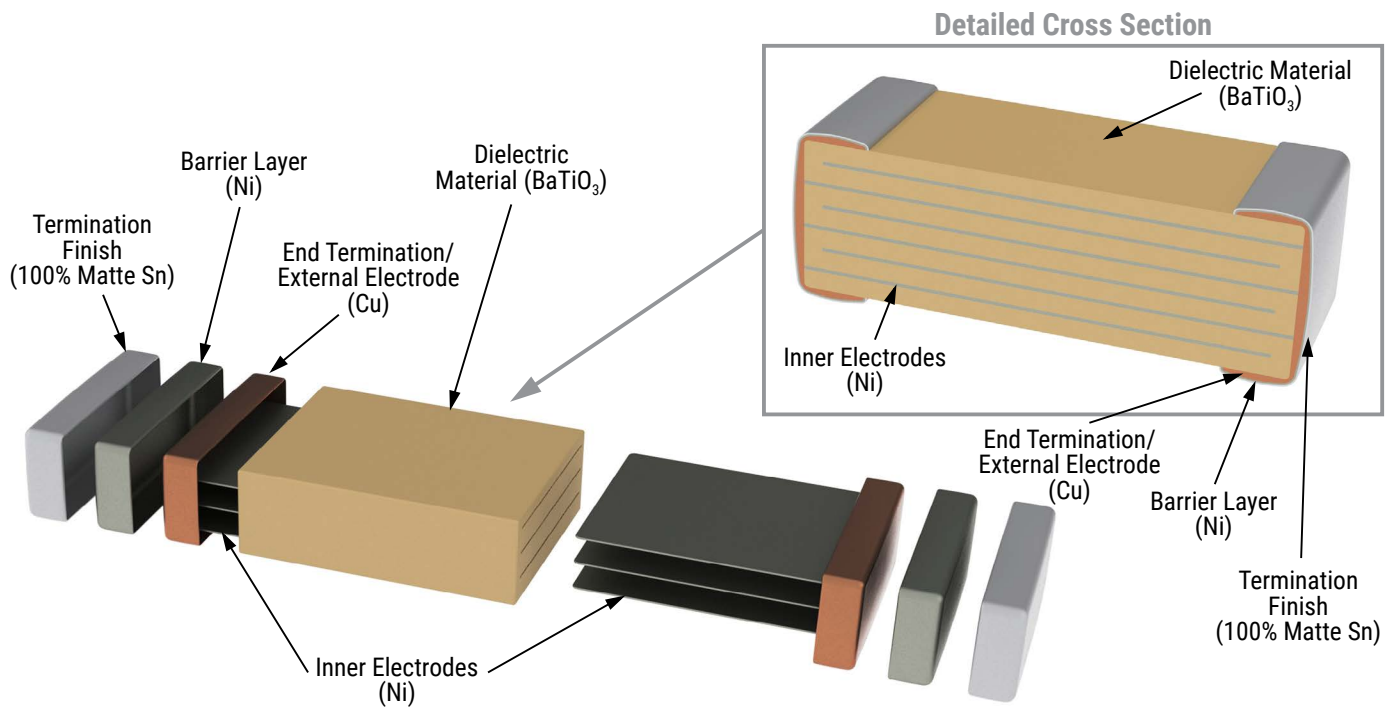 Detailed Cross Section
Dielectric Material
(BaTiO₃)
Inner Electrodes
(Ni)
End Termination/
External Electrode
(Cu)
Barrier Layer
(Ni)
Termination
Finish
(100% Matte Sn)
Termination
Finish
(100% Matte Sn)
Barrier Layer
(Ni)
End Termination/
External Electrode
(Cu)
Dielectric
Material (BaTiO₃)
Inner Electrodes
(Ni)